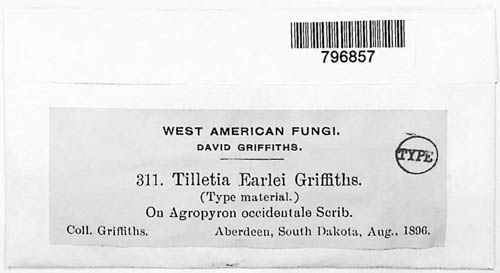 796857
WEST AMERICAN FUNGI.
DAVID GRIFFITHS.
TYPE
311. Tilletia Earlei Griffiths.
(Type material.)
On Agropyron occidentale Scrib.
Coll. Griffiths. Aberdeen, South Dakota, Aug., 1896.